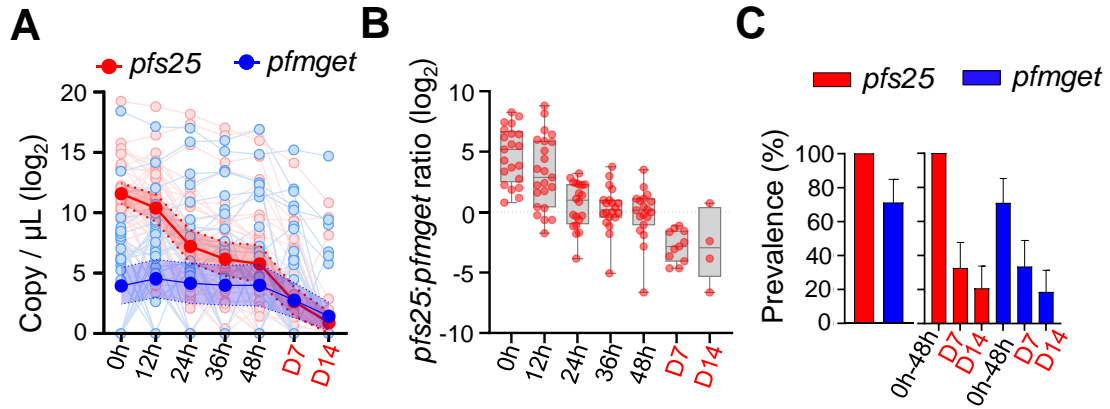 A
pfs25 pfmget
Copy / µL (log2)
20
15
10
5
0
0h 12h 24h 36h 48h D7 D14
B
pfs25:pfmget ratio (log2)
10
5
0
-5
-10
0h 12h 24h 36h 48h D7 D14
C
pfs25 pfmget
Prevalence (%)
100
80
60
40
20
0
0h-48h D7 D14 0h-48h D7 D14